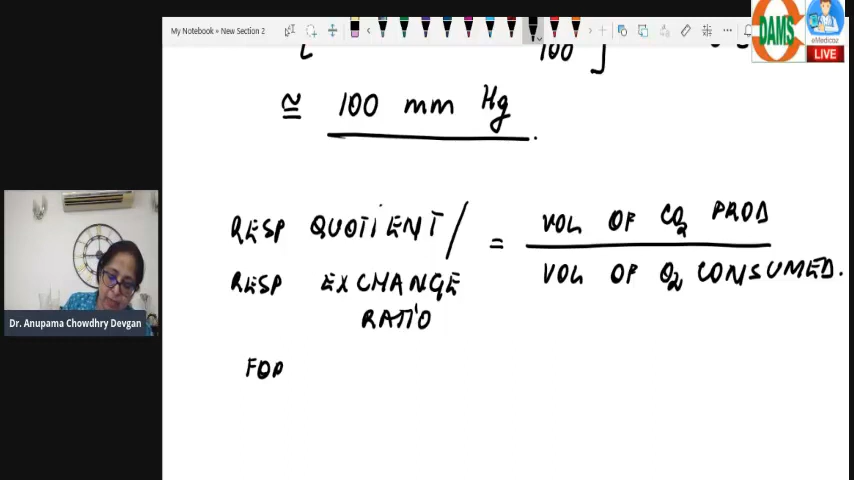 My Notebook » New Section 2
DAMS
eMedicoz
LIVE
100
≅ 100 mm Hg.
RESP QUOTIENT/
RESP EXCHANGE
RATIO
= VOL OF CO2 PROD
VOL OF O2 CONSUMED.
FOR
Dr. Anupama Chowdhry Devgan